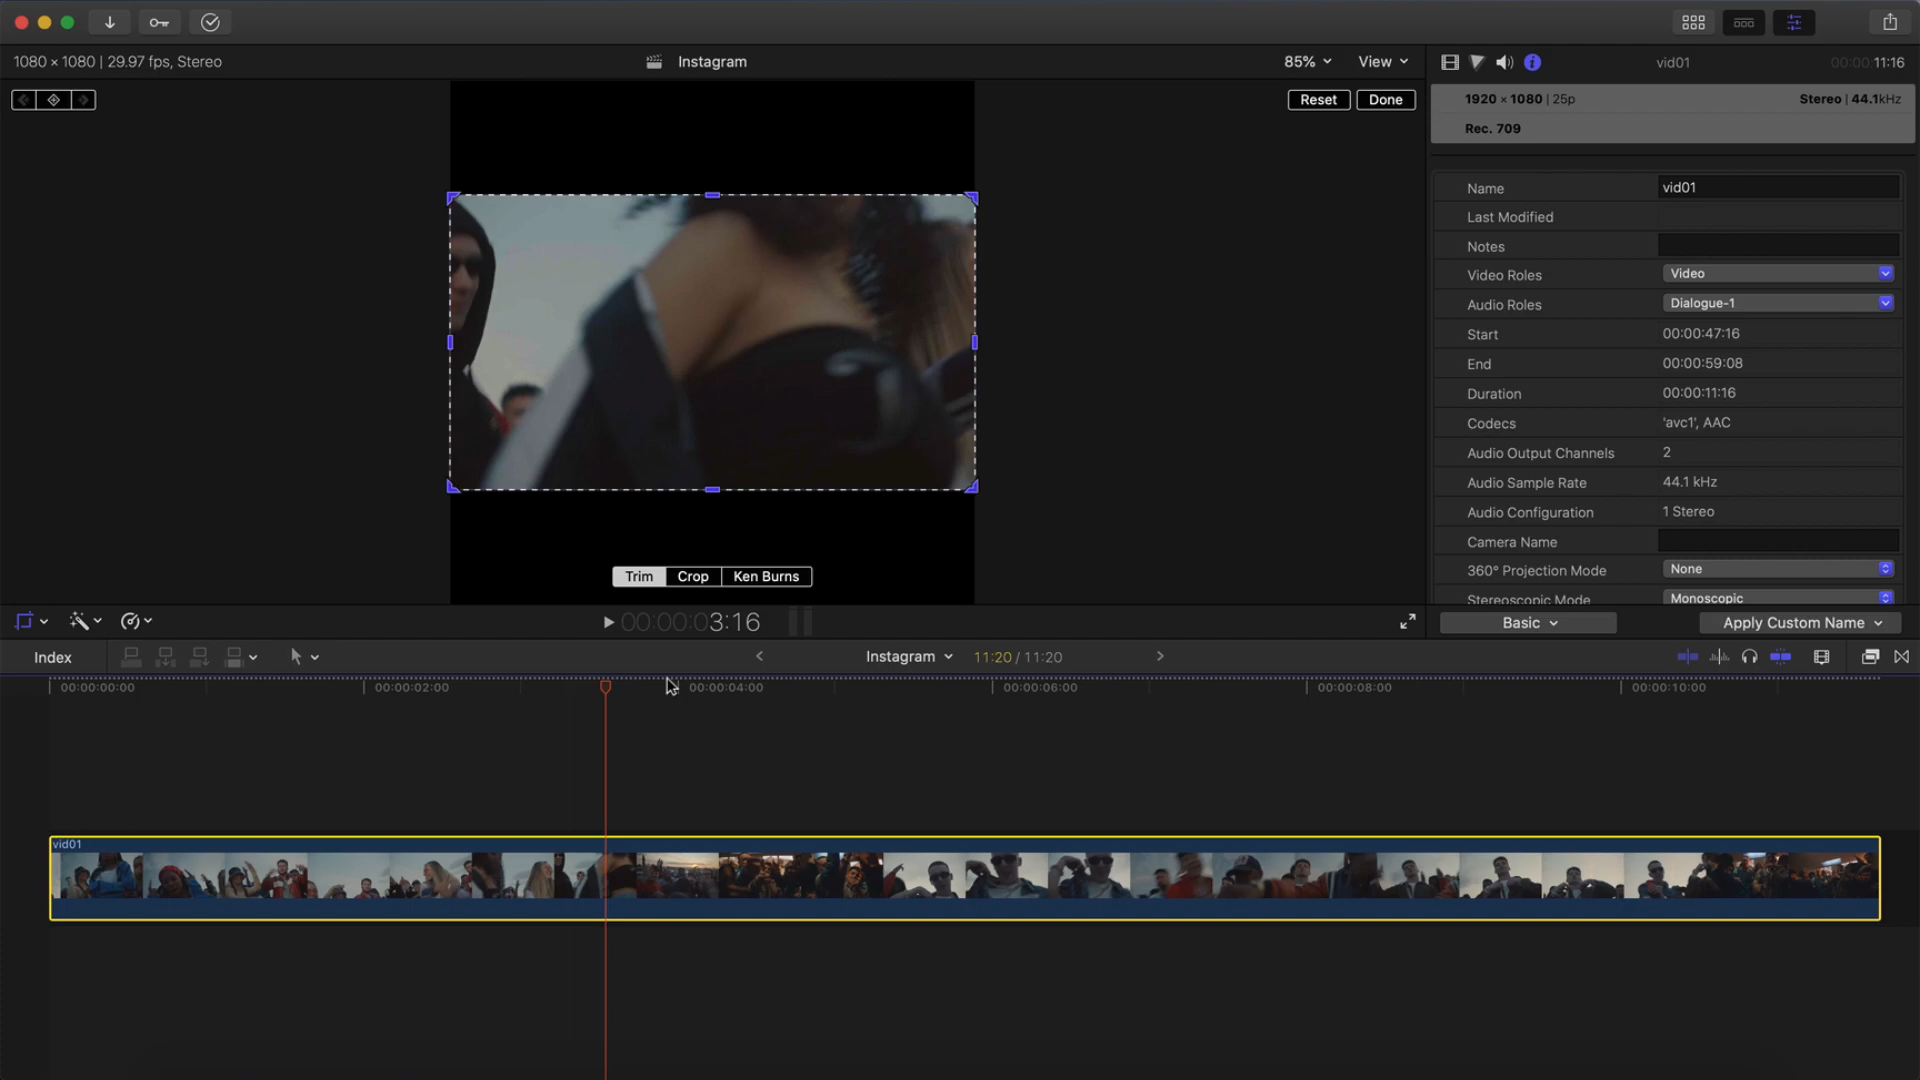 1080 × 1080 | 29.97 fps, Stereo
Instagram
85%
View
vid01
00:00:11:16
Reset
Done
1920 × 1080 | 25p
Stereo | 44.1kHz
Rec. 709
Name
vid01
Last Modified
Notes
Video Roles
Video
Audio Roles
Dialogue-1
Start
00:00:47:16
End
00:00:59:08
Duration
00:00:11:16
Codecs
'avc1', AAC
Audio Output Channels
2
Audio Sample Rate
44.1 kHz
Audio Configuration
1 Stereo
Camera Name
360° Projection Mode
None
Stereoscopic Mode
Monoscopic
Trim
Crop
Ken Burns
00:00:03:16
Basic
Apply Custom Name
Index
Instagram
11:20 / 11:20
00:00:00:00
00:00:02:00
00:00:04:00
00:00:06:00
00:00:08:00
00:00:10:00
vid01